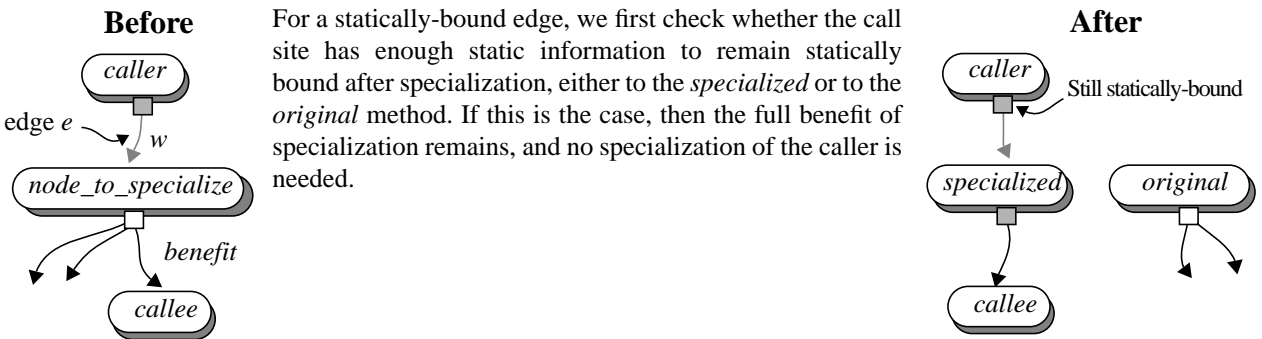 Before
caller
edge e
w
node_to_specialize
benefit
callee
For a statically-bound edge, we first check whether the call
site has enough static information to remain statically
bound after specialization, either to the specialized or to the
original method. If this is the case, then the full benefit of
specialization remains, and no specialization of the caller is
needed.
After
caller
Still statically-bound
specialized
original
callee